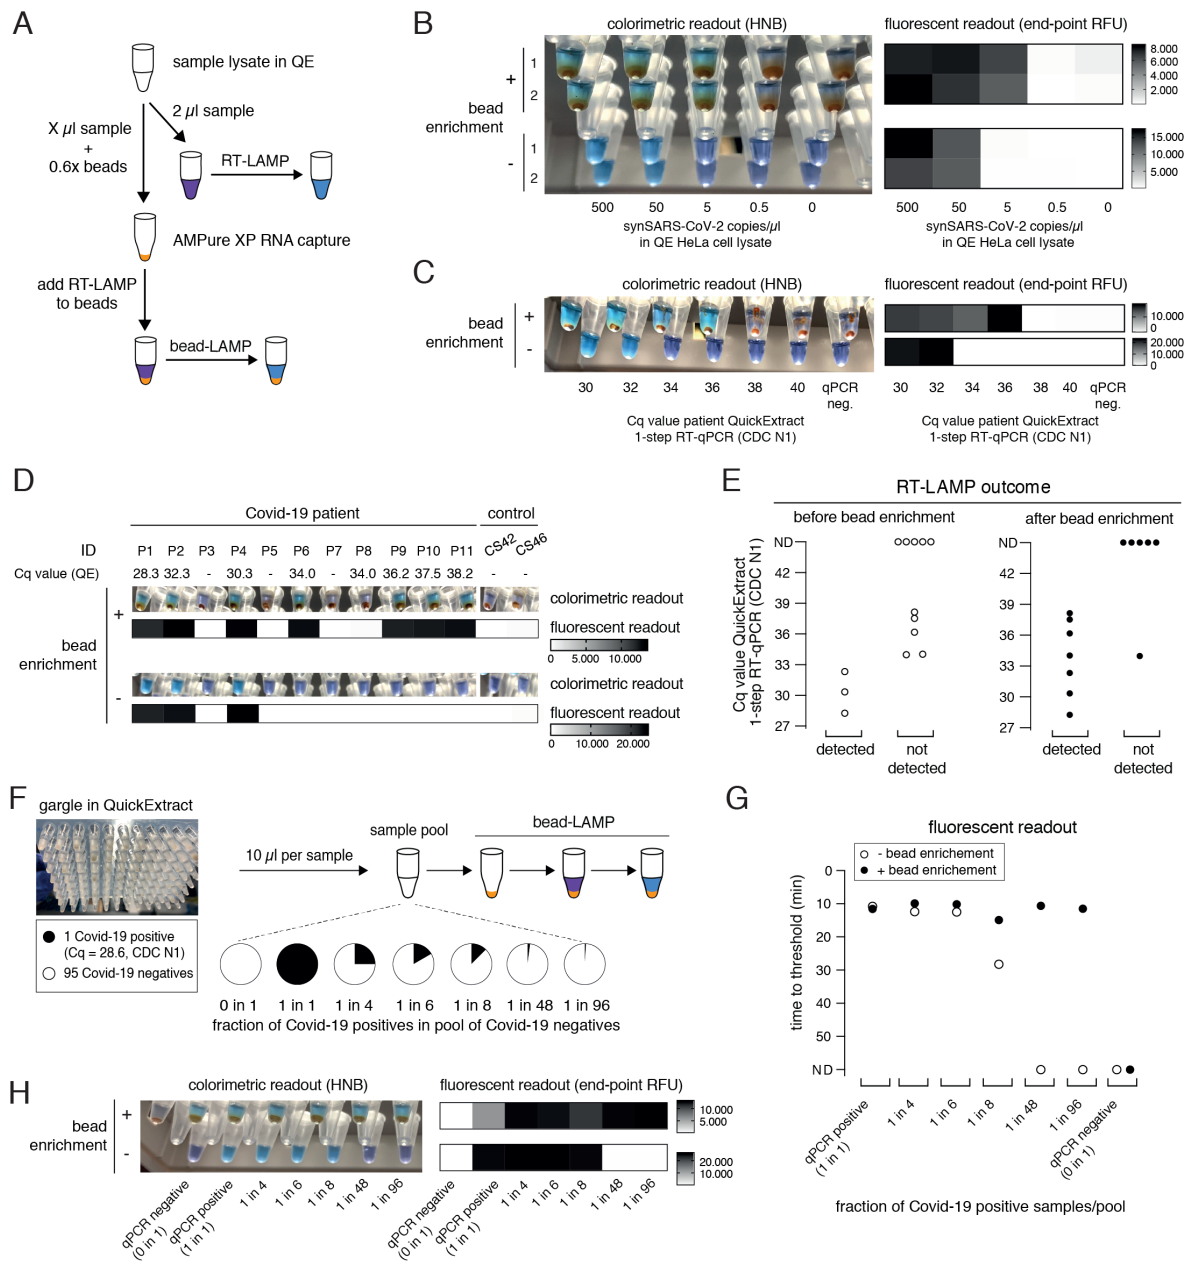 A
sample lysate in QE
2 µl sample
X µl sample
+
0.6x beads
RT-LAMP
AMPure XP RNA capture
add RT-LAMP
to beads
bead-LAMP
B
colorimetric readout (HNB)
fluorescent readout (end-point RFU)
+
1
2
bead
enrichment
-
1
2
8.000
6.000
4.000
2.000
15.000
10.000
5.000
500 50 5 0.5 0
synSARS-CoV-2 copies/µl
in QE HeLa cell lysate
500 50 5 0.5 0
synSARS-CoV-2 copies/µl
in QE HeLa cell lysate
C
colorimetric readout (HNB)
fluorescent readout (end-point RFU)
bead
enrichment
+
-
10.000
0
20.000
10.000
0
30 32 34 36 38 40 qPCR
neg.
Cq value patient QuickExtract
1-step RT-qPCR (CDC N1)
30 32 34 36 38 40 qPCR
neg.
Cq value patient QuickExtract
1-step RT-qPCR (CDC N1)
D
Covid-19 patient
control
ID P1 P2 P3 P4 P5 P6 P7 P8 P9 P10 P11 CS42 CS46
Cq value (QE) 28.3 32.3 - 30.3 - 34.0 - 34.0 36.2 37.5 38.2 - -
bead
enrichment
+
colorimetric readout
fluorescent readout
0 5.000 10.000
-
colorimetric readout
fluorescent readout
0 10.000 20.000
E
RT-LAMP outcome
before bead enrichment
after bead enrichment
Cq value QuickExtract
1-step RT-qPCR (CDC N1)
ND
42
39
36
33
30
27
detected
not
detected
ND
42
39
36
33
30
27
detected
not
detected
F
gargle in QuickExtract
1 Covid-19 positive
(Cq = 28.6, CDC N1)
95 Covid-19 negatives
10 µl per sample
sample pool
bead-LAMP
0 in 1 1 in 1 1 in 4 1 in 6 1 in 8 1 in 48 1 in 96
fraction of Covid-19 positives in pool of Covid-19 negatives
G
fluorescent readout
- bead enrichement
+ bead enrichement
time to threshold (min)
0
10
20
30
40
50
ND
qPCR positive
(1 in 1)
1 in 4
1 in 6
1 in 8
1 in 48
1 in 96
qPCR negative
(0 in 1)
fraction of Covid-19 positive samples/pool
H
colorimetric readout (HNB)
fluorescent readout (end-point RFU)
bead
enrichment
+
-
10.000
5.000
20.000
10.000
qPCR negative
(0 in 1)
qPCR positive
(1 in 1)
1 in 4
1 in 6
1 in 8
1 in 48
1 in 96
qPCR negative
(0 in 1)
qPCR positive
(1 in 1)
1 in 4
1 in 6
1 in 8
1 in 48
1 in 96